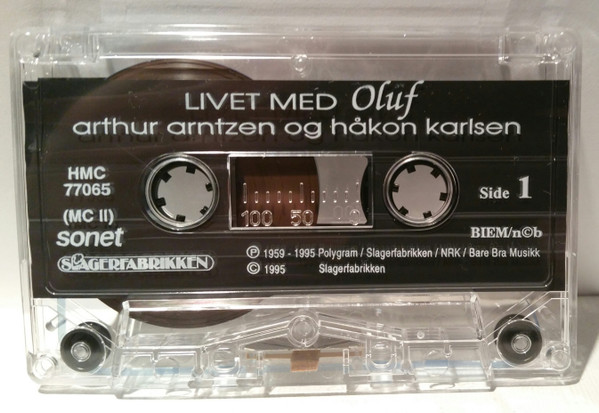 LIVET MED Oluf
arthur arntzen og håkon karlsen
HMC
77065
(MC II)
sonet
SLAGERFABRIKKEN
100 50 0
Side 1
BIEM/n©b
Ⓟ 1959 - 1995 Polygram / Slagerfabrikken / NRK / Bare Bra Musikk
© 1995 Slagerfabrikken